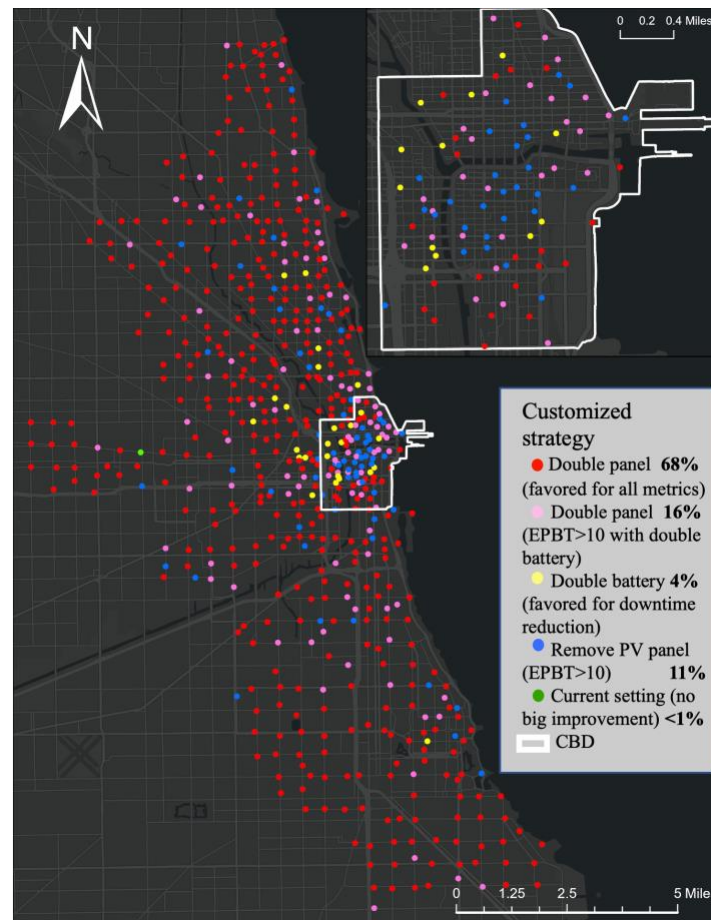 N
0 0.2 0.4 Miles
Customized
strategy
Double panel 68%
(favored for all metrics)
Double panel 16%
(EPBT>10 with double
battery)
Double battery 4%
(favored for downtime
reduction)
Remove PV panel
(EPBT>10) 11%
Current setting (no
big improvement) <1%
CBD
0 1.25 2.5 5 Mile